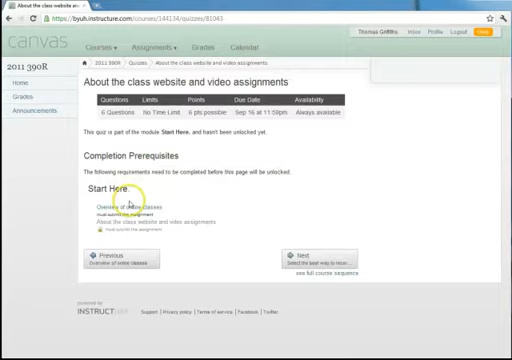 About the class website and vid
https://byuh.instructure.com/courses/144134/quizzes/81043
canvas
Courses
Assignments
Grades
Calendar
Thomas Griffiths
Inbox
Profile
Logout
Help
2011 390R
2011 390R
Quizzes
About the class website and video assignments
Home
Grades
Announcements
About the class website and video assignments
Questions Limits Points Due Date Availability
6 Questions No Time Limit 6 pts possible Sep 16 at 11:59pm Always available
This quiz is part of the module Start Here, and hasn't been unlocked yet.
Completion Prerequisites
The following requirements need to be completed before this page will be unlocked.
Start Here.
Overview of online classes
must submit the assignment
About the class website and video assignments
must submit the assignment
Previous
Overview of online classes
Next
Select the best way to
see full course sequence
powered by
INSTRUCTURE
Support | Privacy policy | Terms of service | Facebook | Twitter